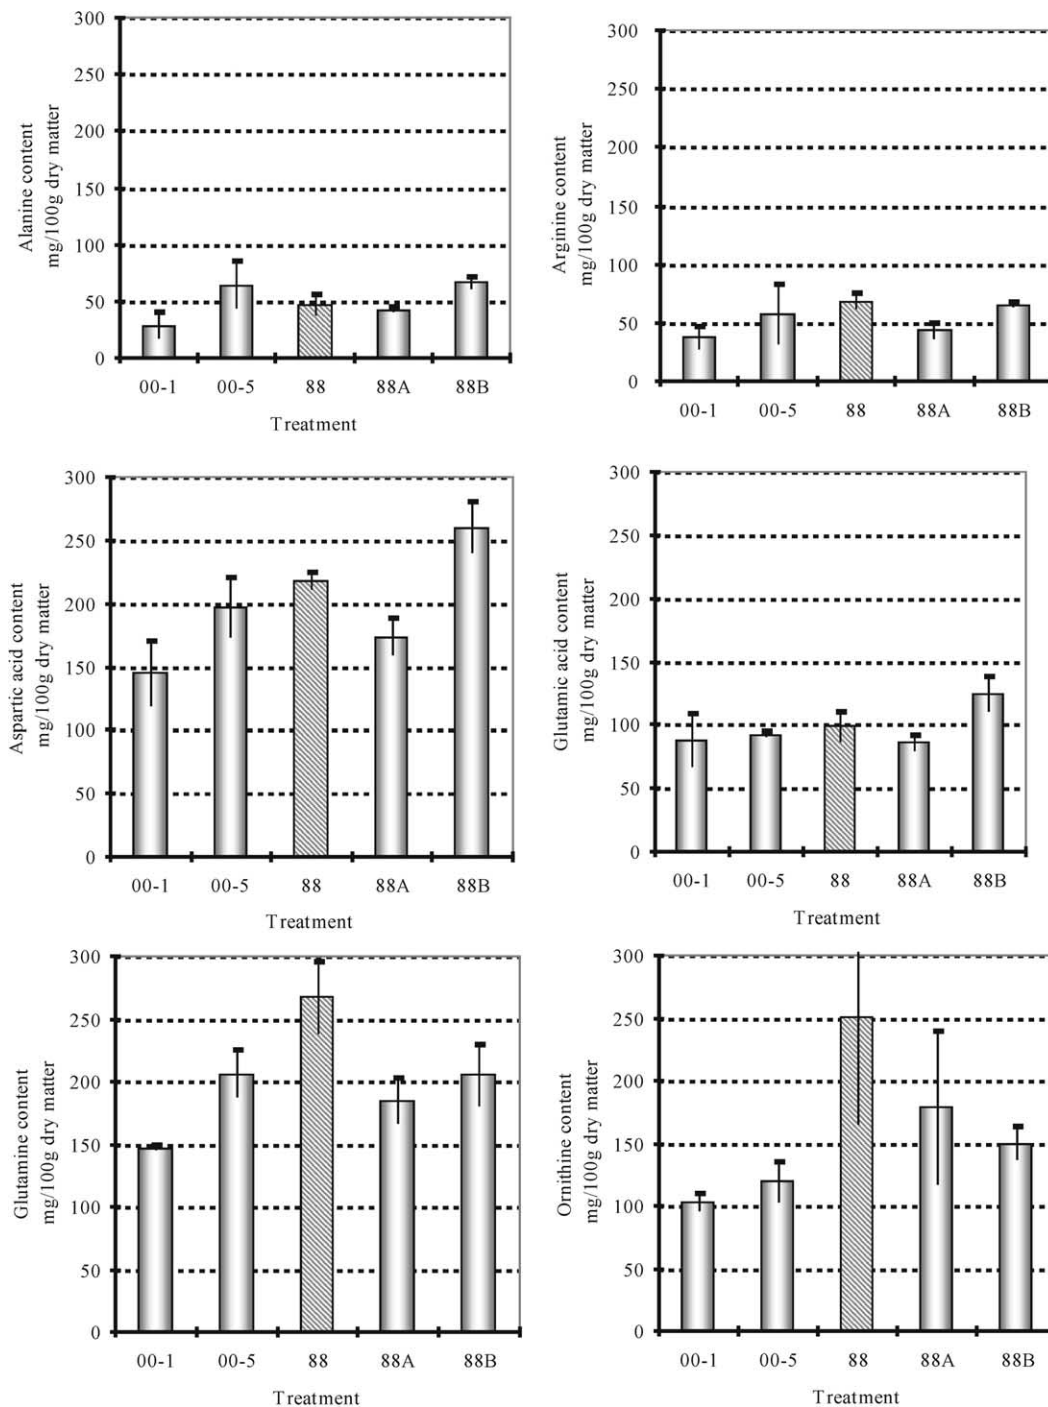 Alanine content
mg/100g dry matter
300
250
200
150
100
50
0
00-1 00-5 88 88A 88B
Treatment
Arginine content
mg/100g dry matter
300
250
200
150
100
50
0
00-1 00-5 88 88A 88B
Treatment
Aspartic acid content
mg/100g dry matter
300
250
200
150
100
50
0
00-1 00-5 88 88A 88B
Treatment
Glutamic acid content
mg/100g dry matter
300
250
200
150
100
50
0
00-1 00-5 88 88A 88B
Treatment
Glutamine content
mg/100g dry matter
300
250
200
150
100
50
0
00-1 00-5 88 88A 88B
Treatment
Ornithine content
mg/100g dry matter
300
250
200
150
100
50
0
00-1 00-5 88 88A 88B
Treatment